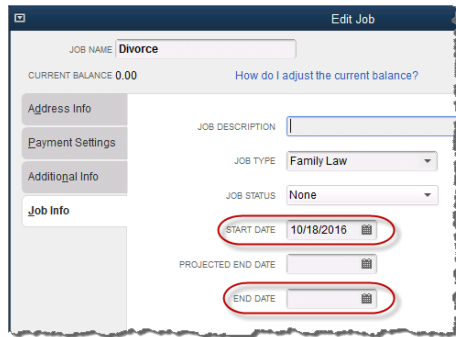 Edit Job
JOB NAME Divorce
CURRENT BALANCE 0.00 How do I adjust the current balance?
Address Info
Payment Settings
Additional Info
Job Info
JOB DESCRIPTION
JOB TYPE Family Law
JOB STATUS None
START DATE 10/18/2016
PROJECTED END DATE
END DATE